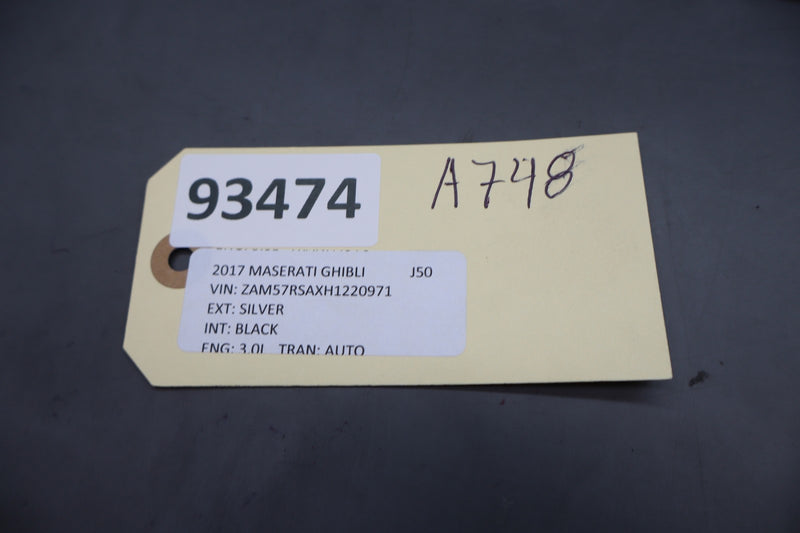 93474
A748
2017 MASERATI GHIBLI J50
VIN: ZAM57RSAXH1220971
EXT: SILVER
INT: BLACK
ENG: 3.0L TRAN: AUTO